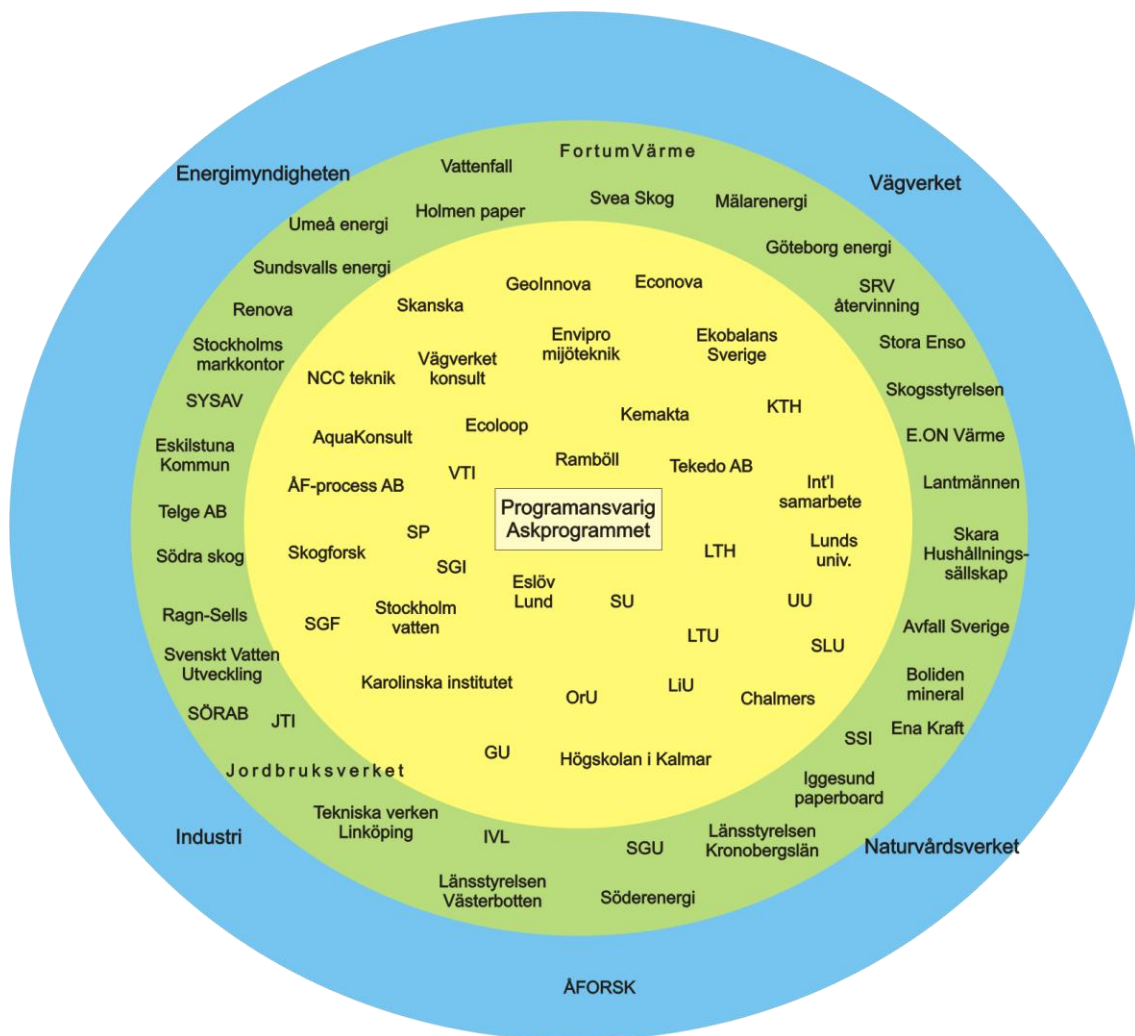 FortumVärme
Vattenfall
Energimyndigheten
Vägverket
Svea Skog
Mälarenergi
Holmen paper
Umeå energi
Göteborg energi
Sundsvalls energi
GeoInnova
Econova
SRV
återvinning
Skanska
Renova
Envipro
mijöteknik
Ekobalans
Sverige
Stockholms
markkontor
Stora Enso
Vägverket
konsult
NCC teknik
Skogsstyrelsen
SYSAV
KTH
Kemakta
Ecoloop
AquaKonsult
E.ON Värme
Eskilstuna
Kommun
Ramböll
Tekedo AB
VTI
Int'l
samarbete
ÅF-process AB
Lantmännen
Programansvarig
Askprogrammet
Telge AB
SP
Skara
Hushållnings-
sällskap
Lunds
univ.
LTH
Skogforsk
Södra skog
SGI
Eslöv
Lund
SU
UU
Stockholm
vatten
Ragn-Sells
SGF
LTU
Avfall Sverige
SLU
Svenskt Vatten
Utveckling
Boliden
mineral
Karolinska institutet
LiU
OrU
Chalmers
SÖRAB
JTI
Ena Kraft
SSI
GU
Högskolan i Kalmar
Jordbruksverket
Iggesund
paperboard
Tekniska verken
Linköping
Industri
IVL
Länsstyrelsen
Kronobergslän
SGU
Naturvårdsverket
Länsstyrelsen
Västerbotten
Söderenergi
ÅFORSK